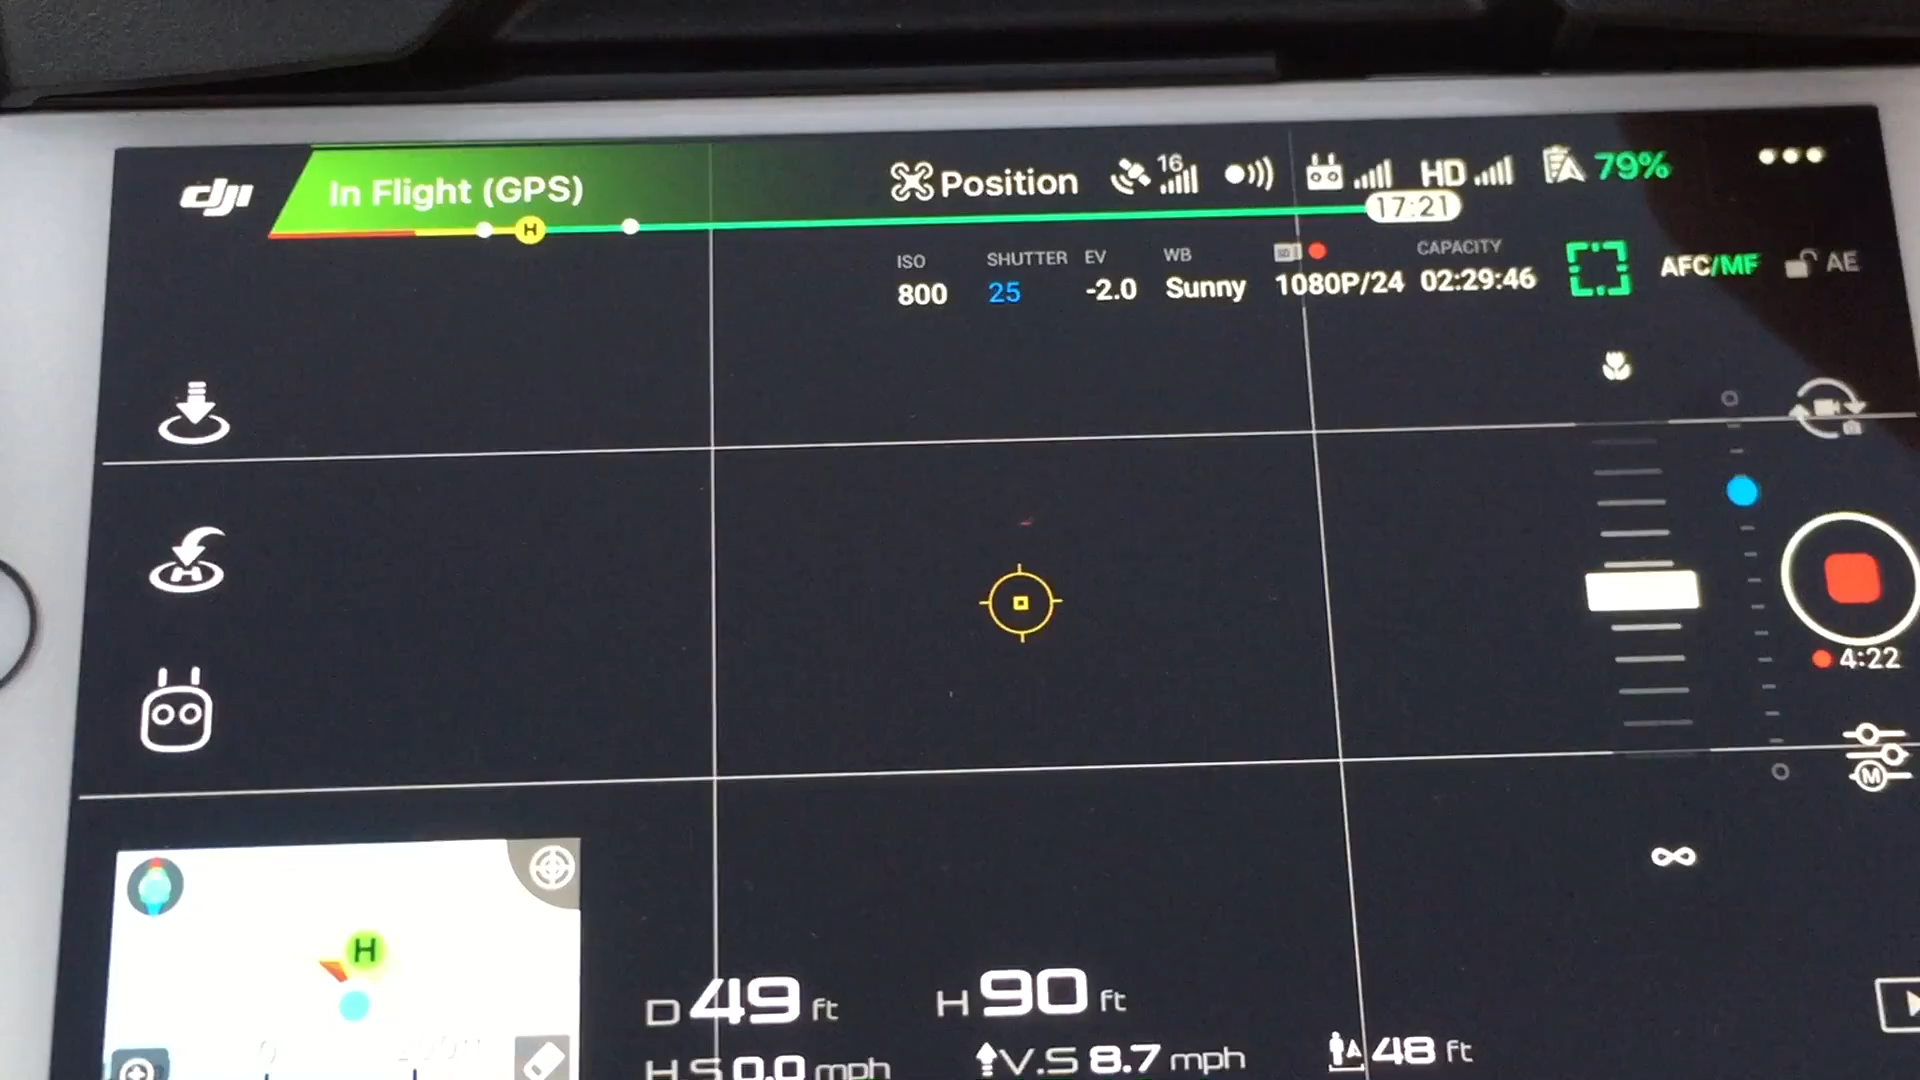 dji
In Flight (GPS)
Position
16
HD
79%
H
17:21
ISO
800
SHUTTER
25
EV
-2.0
WB
Sunny
1080P/24
CAPACITY
02:29:46
AFC/MF
AE
4:22
M
H
D 49 ft
H 90 ft
H.S 0.0 mph
V.S 8.7 mph
48 ft